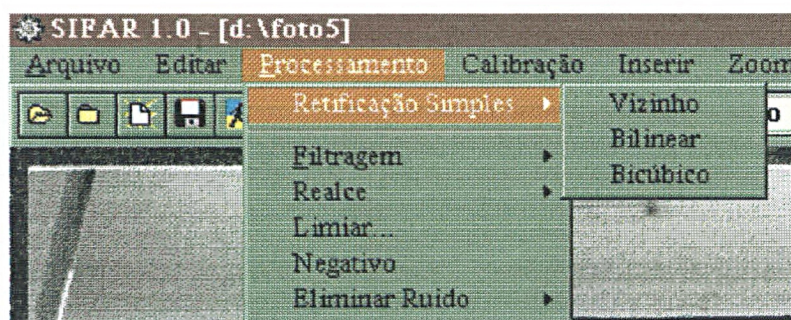 SIFAR 1.0 - [d:\foto5]
Arquivo Editar Processamento Calibração Inserir Zoom
Retificação Simples
Vizinho
Bilinear
Bicúbico
Filtragem
Realce
Limiar...
Negativo
Eliminar Ruido